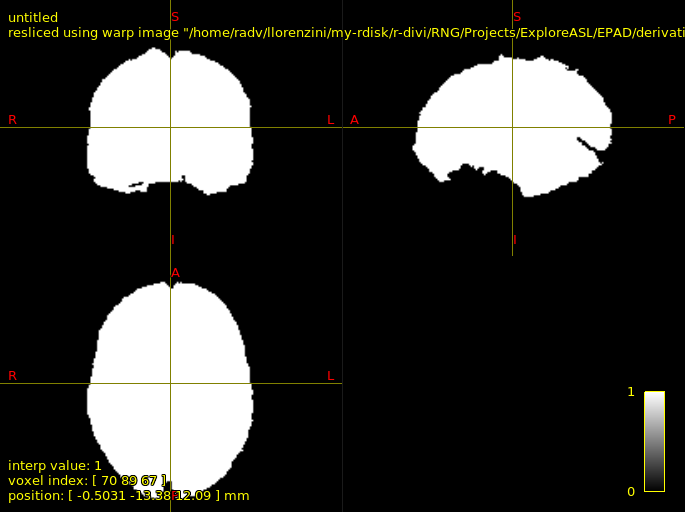 untitled
resliced using warp image "/home/radv/llorenzini/my-rdisk/r-divi/RNG/Projects/ExploreASL/EPAD/derivati
S
S
R
L
A
P
I
I
A
R
L
1
interp value: 1
voxel index: [ 70 89 67 ]
0
position: [ -0.5031 -13.38 12.09 ] mm